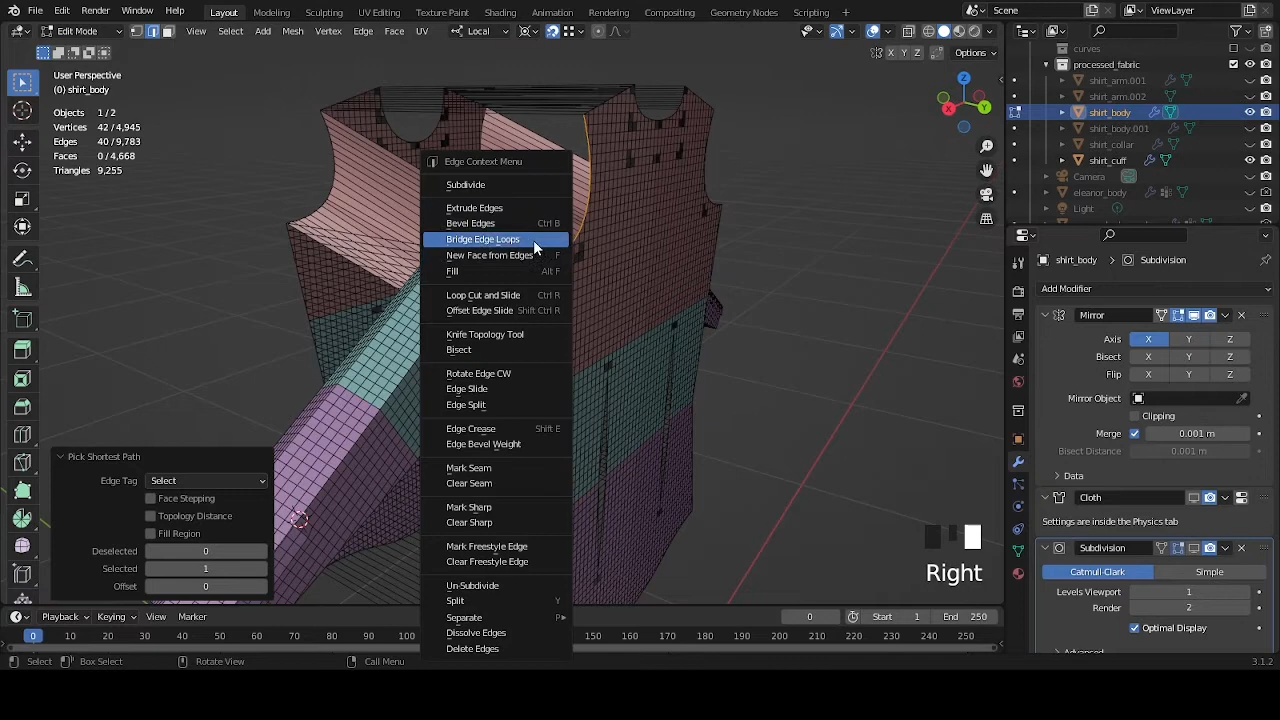 File Edit Render Window Help Layout Modeling Sculpting UV Editing Texture Paint Shading Animation Rendering Compositing Geometry Nodes Scripting + Scene ViewLayer
Edit Mode View Select Add Mesh Vertex Edge Face UV Local
X Y Z Options
User Perspective
(0) shirt_body
Objects 1/2
Vertices 42 / 4,945
Edges 40 / 9,783
Faces 0 / 4,668
Triangles 9,255
Z
Y
X
Edge Context Menu
Subdivide
Extrude Edges
Bevel Edges Ctrl B
Bridge Edge Loops
New Face from Edges F
Fill Alt F
Loop Cut and Slide Ctrl R
Offset Edge Slide Shift Ctrl R
Knife Topology Tool
Bisect
Rotate Edge CW
Edge Slide
Edge Split
Edge Crease Shift E
Edge Bevel Weight
Mark Seam
Clear Seam
Mark Sharp
Clear Sharp
Mark Freestyle Edge
Clear Freestyle Edge
Un-Subdivide
Split Y
Separate P
Dissolve Edges
Delete Edges
Pick Shortest Path
Edge Tag Select
Face Stepping
Topology Distance
Fill Region
Deselected 0
Selected 1
Offset 0
Right
curves
processed_fabric
shirt_arm.001
shirt_arm.002
shirt_body
shirt_body.001
shirt_collar
shirt_cuff
Camera
eleanor_body
Light
shirt_body Subdivision
Add Modifier
Mirror
Axis X Y Z
Bisect X Y Z
Flip X Y Z
Mirror Object
Clipping
Merge 0.001 m
Bisect Distance 0.001 m
Data
Cloth
Settings are inside the Physics tab
Subdivision
Catmull-Clark Simple
Levels Viewport 1
Render 2
Optimal Display
Playback Keying View Marker 0 Start 1 End 250
0 10 20 30 40 50 60 70 80 90 100 150 160 170 180 190 200 210 220 230 240 250
Select Box Select Rotate View Call Menu 3.1.2